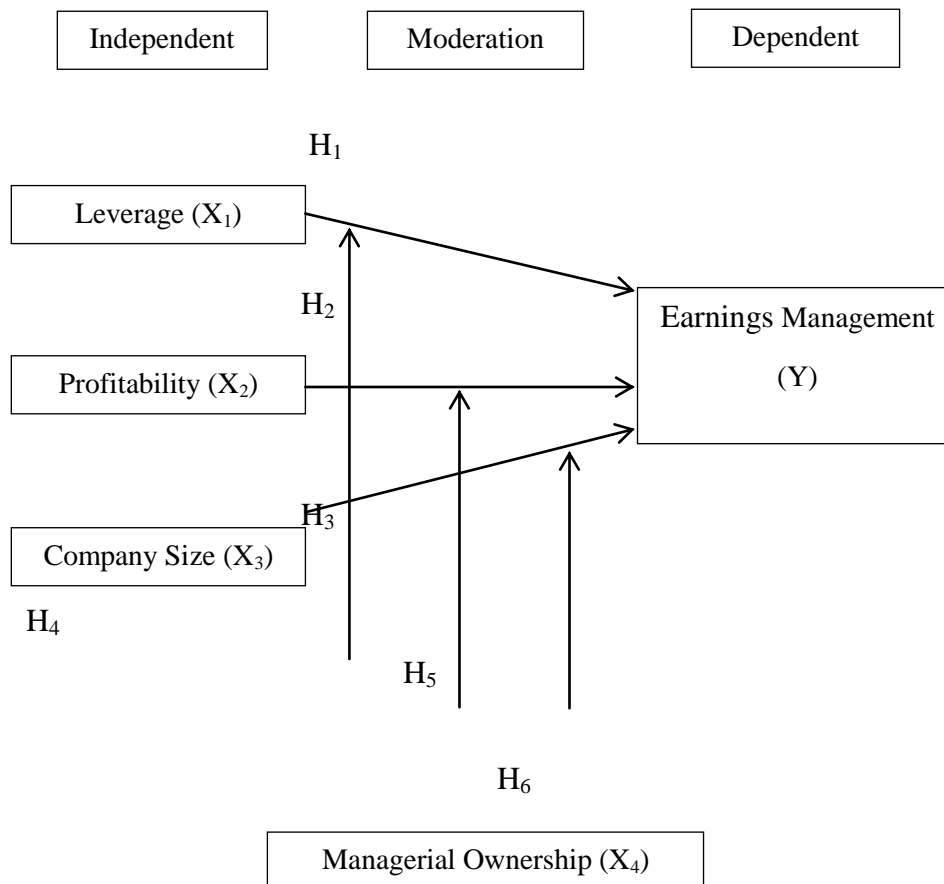 Independent
Moderation
Dependent
H₁
Leverage (X₁)
H₂
Earnings Management
(Y)
Profitability (X₂)
H₃
Company Size (X₃)
H₄
H₅
H₆
Managerial Ownership (X₄)